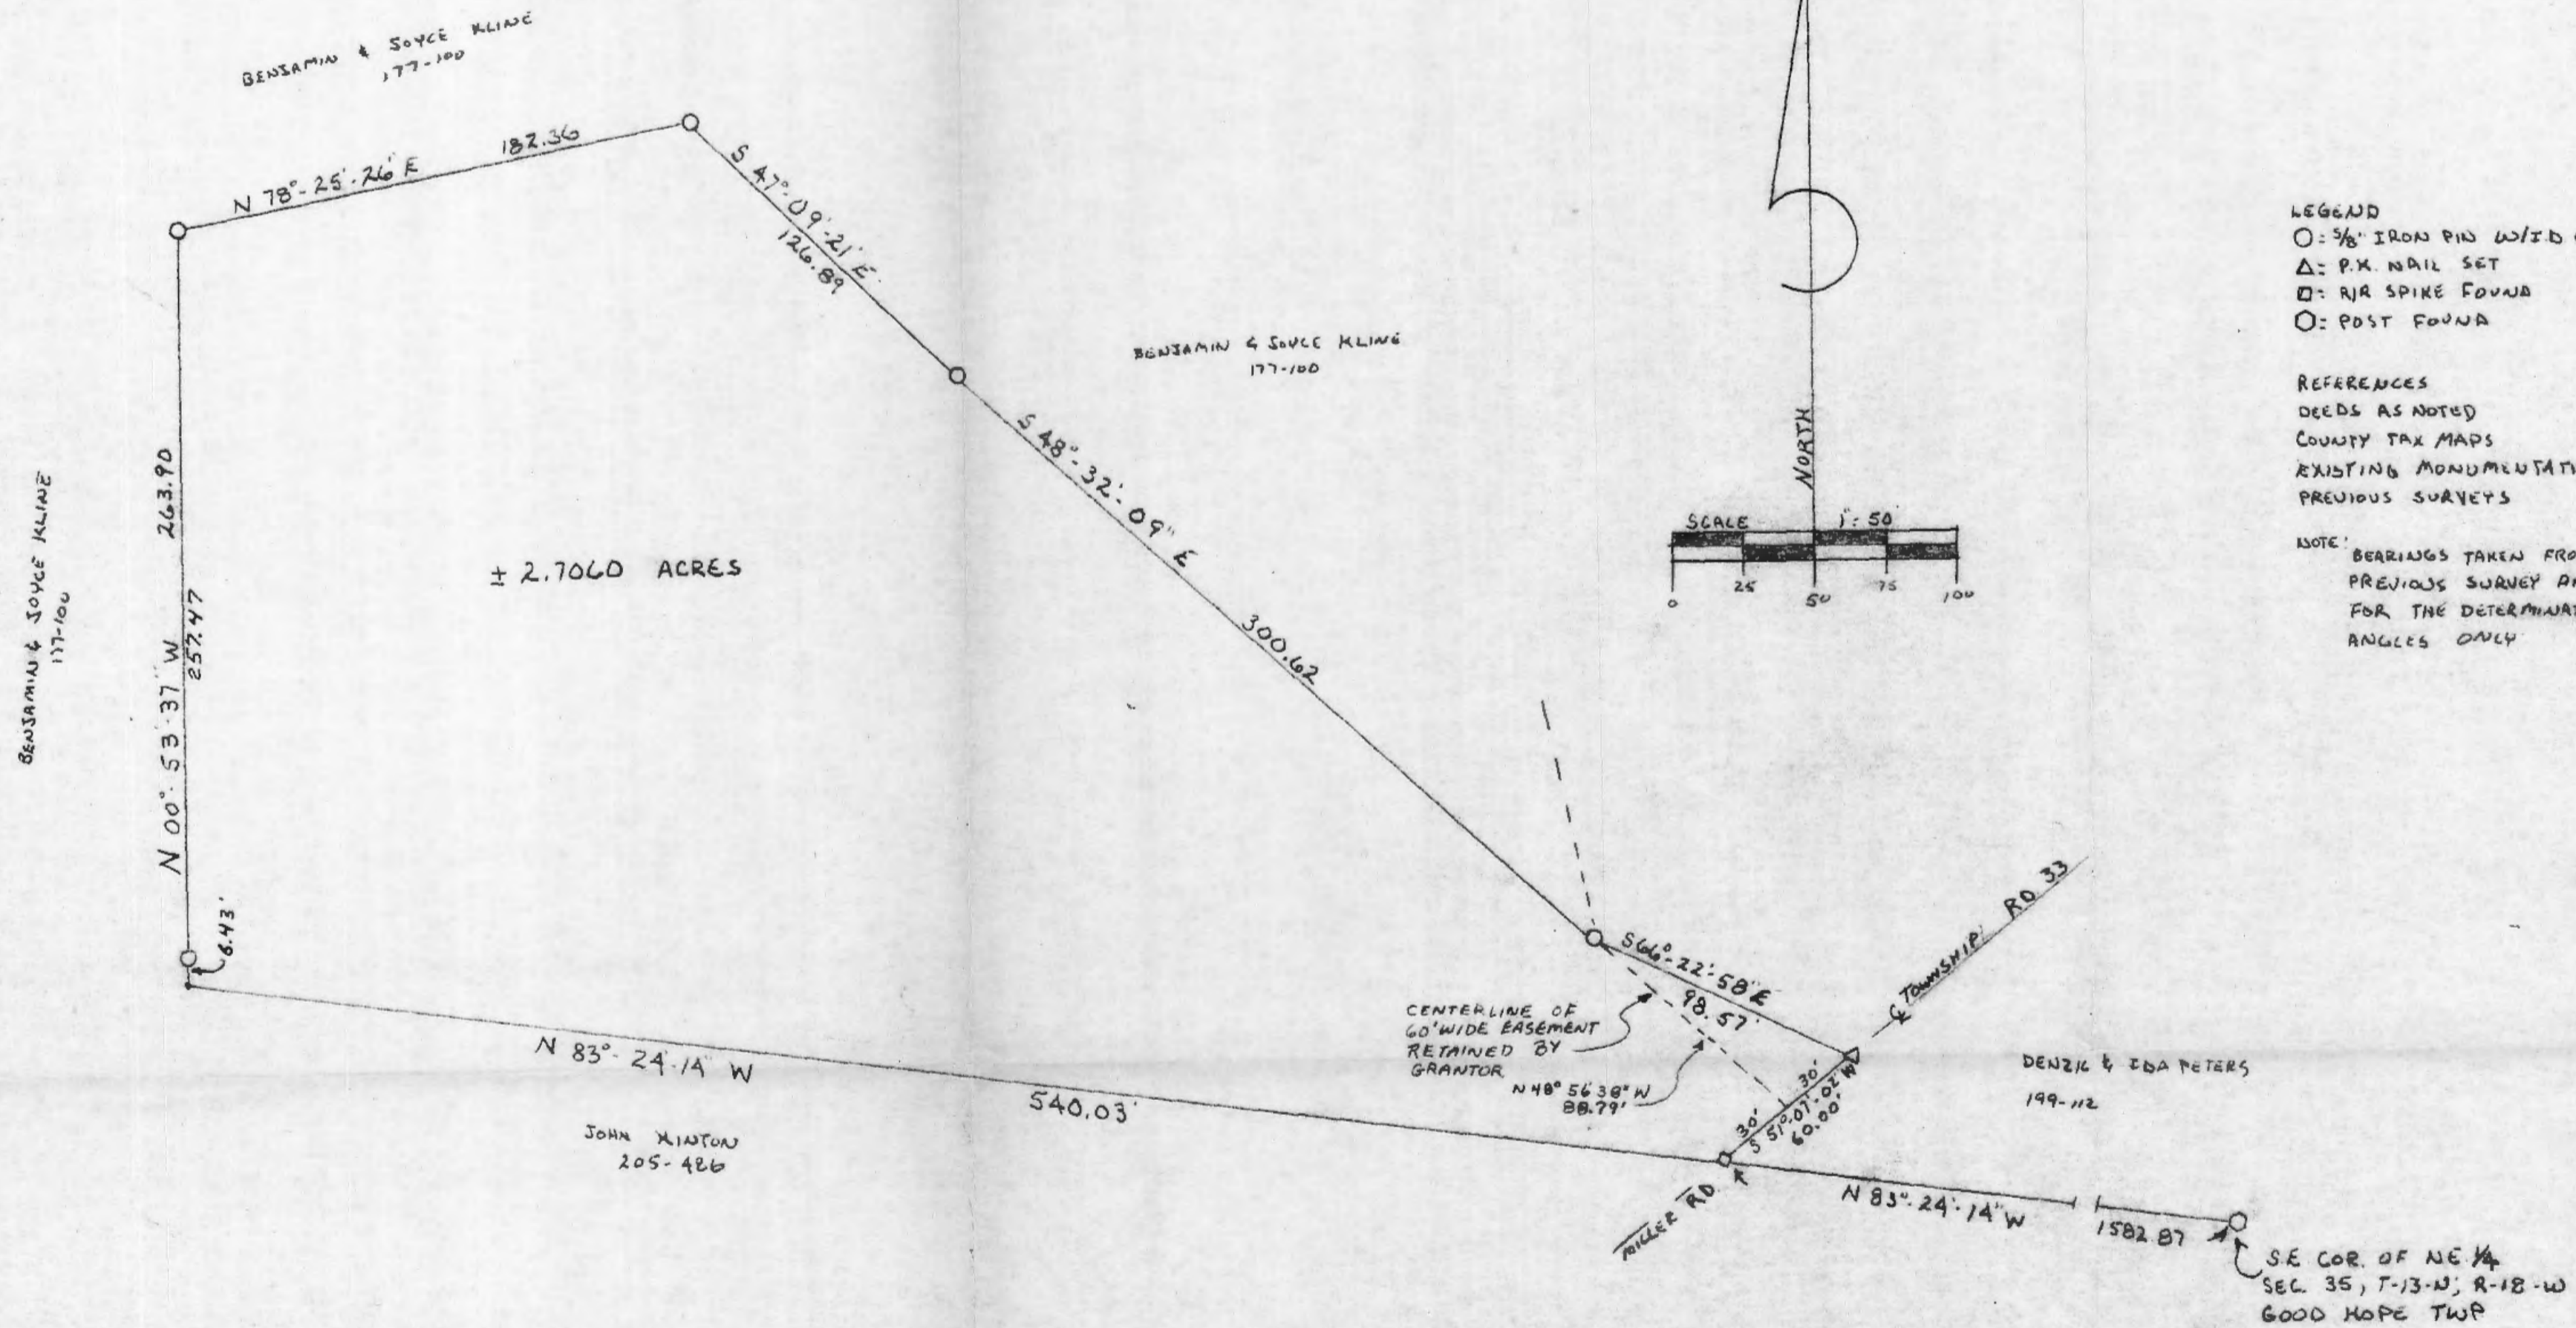 BENJAMIN & JOYCE KLINE
177-100
N 78°-25'-26" E
182.36
S 47°-09'-21" E
126.89
BENJAMIN & JOYCE KLINE
177-100
S 48°-32'-09" E
300.62
BENJAMIN & JOYCE KLINE
177-100
263.90
N 00°-53'-37" W
257.47
6.43'
± 2.7060 ACRES
NORTH
SCALE 1"= 50'
0 25 50 75 100
LEGEND
O= 5/8" IRON PIN W/I.D
Δ= P.K. NAIL SET
□= R/R SPIKE FOUND
⬡= POST FOUND
REFERENCES
DEEDS AS NOTED
COUNTY TAX MAPS
EXISTING MONUMENTATI
PREVIOUS SURVEYS
NOTE:
BEARINGS TAKEN FRO
PREVIOUS SURVEY A
FOR THE DETERMINAT
ANGLES ONLY
S 66°-22'-58" E
98.57'
CENTERLINE OF
60' WIDE EASEMENT
RETAINED BY
GRANTOR
N 48° 56' 38" W
88.79'
30'
30'
S 51°-07'-02" W
60.00'
℄ TOWNSHIP RD 33
DENZIL & IDA PETERS
199-112
N 83°-24'-14" W
540.03'
JOHN HINTON
205-426
MILLER RD.
N 83°-24'-14" W
1582.87
S.E COR. OF NE 1/4
SEC. 35, T-13-N; R-18-W
GOOD HOPE TWP